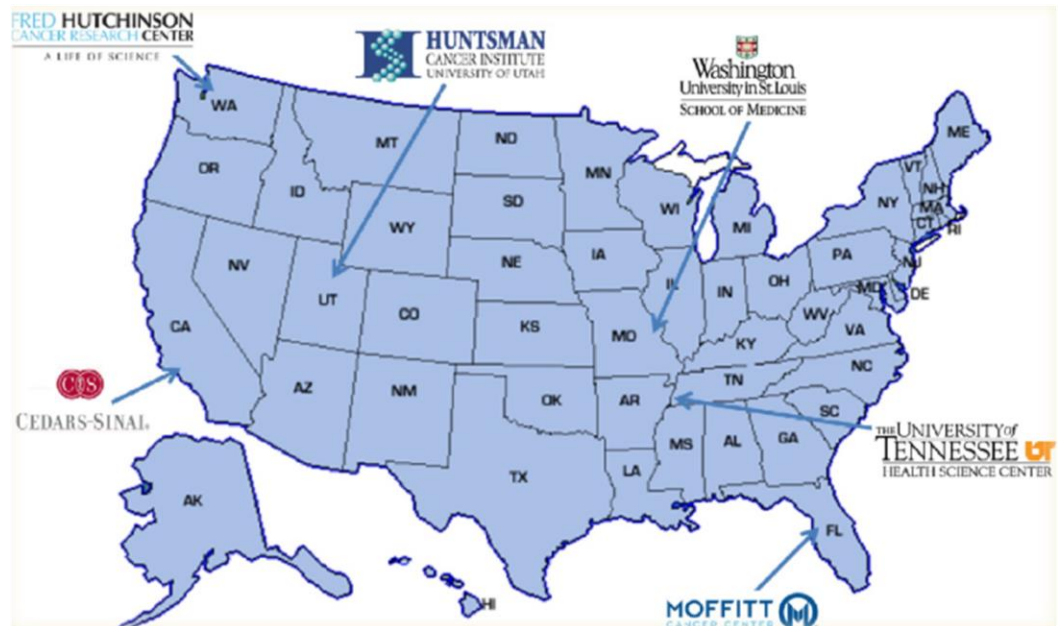 FRED HUTCHINSON
CANCER RESEARCH CENTER
A LIFE OF SCIENCE
HUNTSMAN
CANCER INSTITUTE
UNIVERSITY OF UTAH
Washington
University in St. Louis
SCHOOL OF MEDICINE
WA
MT
ND
MN
ME
OR
ID
SD
WI
MI
VT
NH
NY
MA
CT
RI
WY
IA
NE
PA
NJ
NV
UT
CO
IL
IN
OH
MD
DE
WV
VA
CA
KS
MO
KY
NC
AZ
NM
OK
AR
TN
SC
MS
AL
GA
TX
LA
FL
AK
HI
CEDARS-SINAI
THE UNIVERSITY of
TENNESSEE UT
HEALTH SCIENCE CENTER
MOFFITT
CANCER CENTER